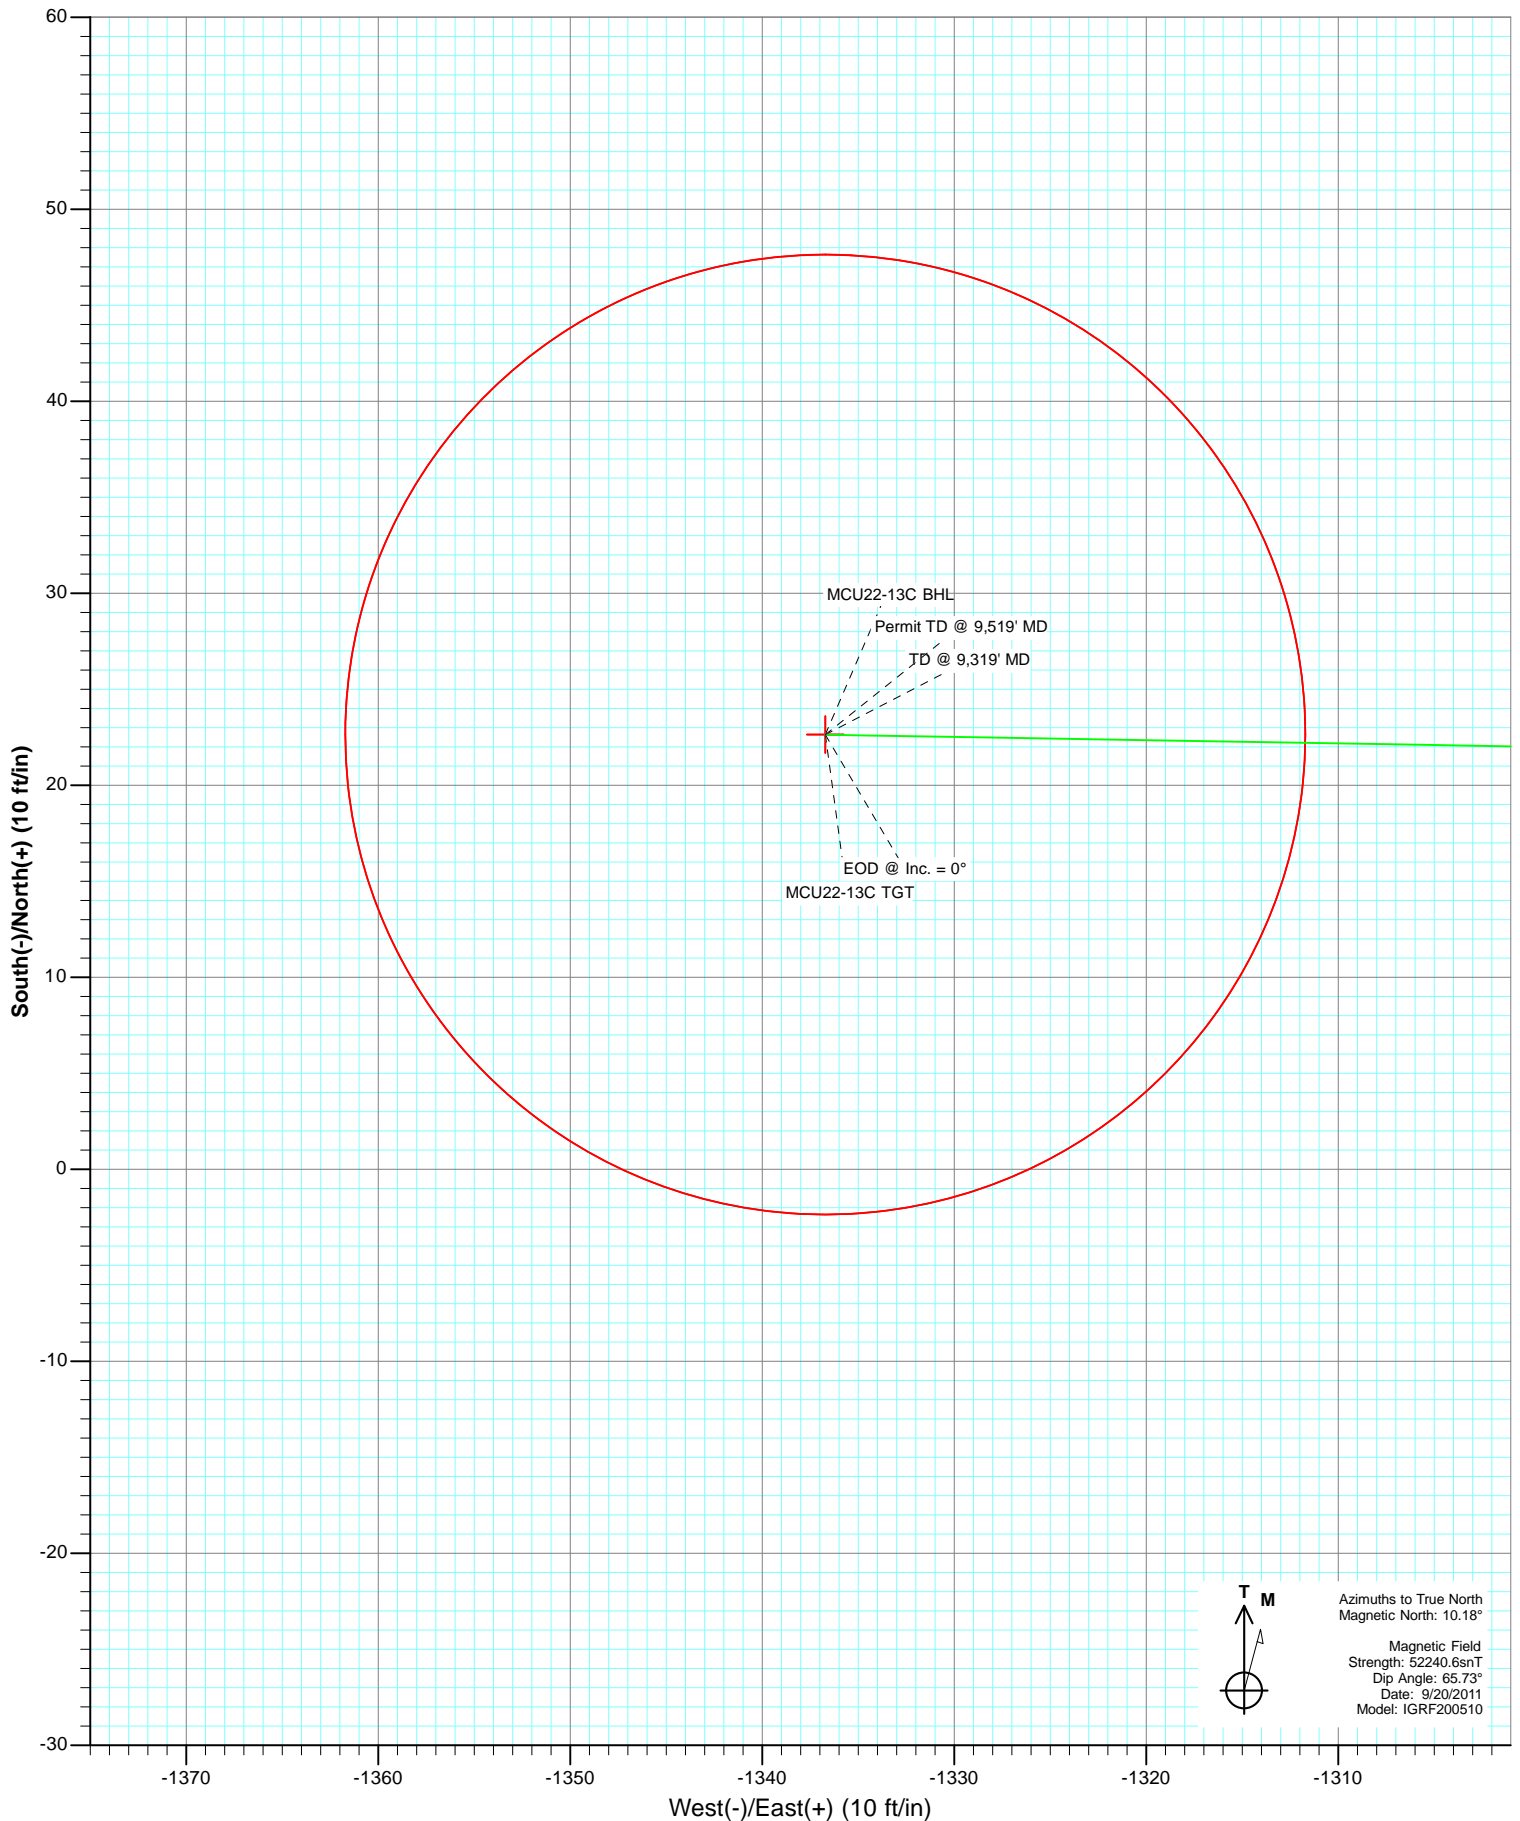 60
50
40
30
20
10
0
-10
-20
-30
South(-)/North(+) (10 ft/in)
MCU22-13C BHL
Permit TD @ 9,519' MD
TD @ 9,319' MD
EOD @ Inc. = 0°
MCU22-13C TGT
T
M
Azimuths to True North
Magnetic North: 10.18°
Magnetic Field
Strength: 52240.6snT
Dip Angle: 65.73°
Date: 9/20/2011
Model: IGRF200510
-1370
-1360
-1350
-1340
-1330
-1320
-1310
West(-)/East(+) (10 ft/in)